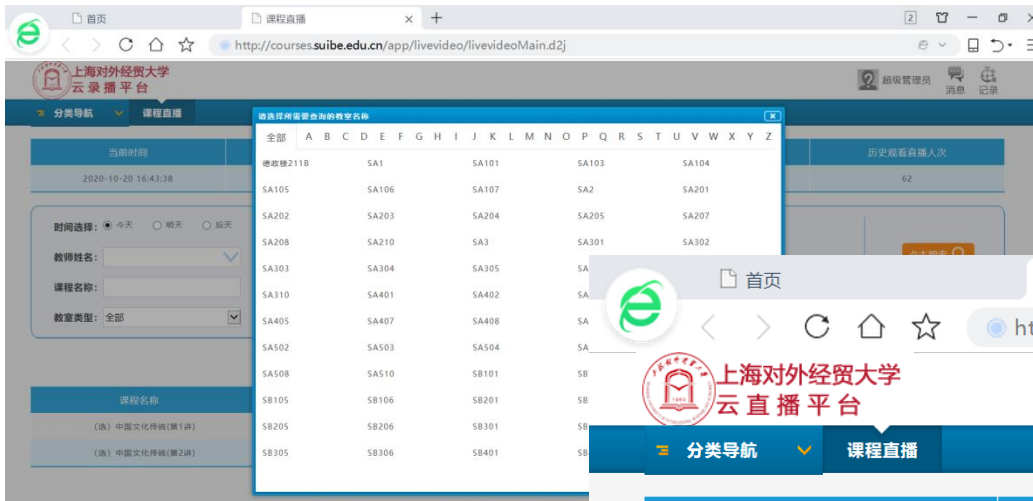 首页
课程直播
2
http://courses.suibe.edu.cn/app/livevideo/livevideoMain.d2j
上海对外经贸大学
云录播平台
超级管理员
消息
记录
分类导航
课程直播
请选择所需要查询的教室名称
全部 A B C D E F G H I J K L M N O P Q R S T U V W X Y Z
当前时间
历史观看直播人次
2020-10-20 16:43:38
62
德政楼211B SA1 SA101 SA103 SA104
SA105 SA106 SA107 SA2 SA201
SA202 SA203 SA204 SA205 SA207
SA208 SA210 SA3 SA301 SA302
SA303 SA304 SA305 SA
SA310 SA401 SA402 SA
SA405 SA407 SA408 SA
SA502 SA503 SA504 SA
SA508 SA510 SB101 SB
SB105 SB106 SB201 SB
SB205 SB206 SB301 SB
SB305 SB306 SB401 SB
时间选择: 今天 明天 后天
教师姓名:
课程名称:
教室类型: 全部
课程名称
(选) 中国文化传统(第1讲)
(选) 中国文化传统(第2讲)
首页
ht
上海对外经贸大学
云直播平台
分类导航
课程直播